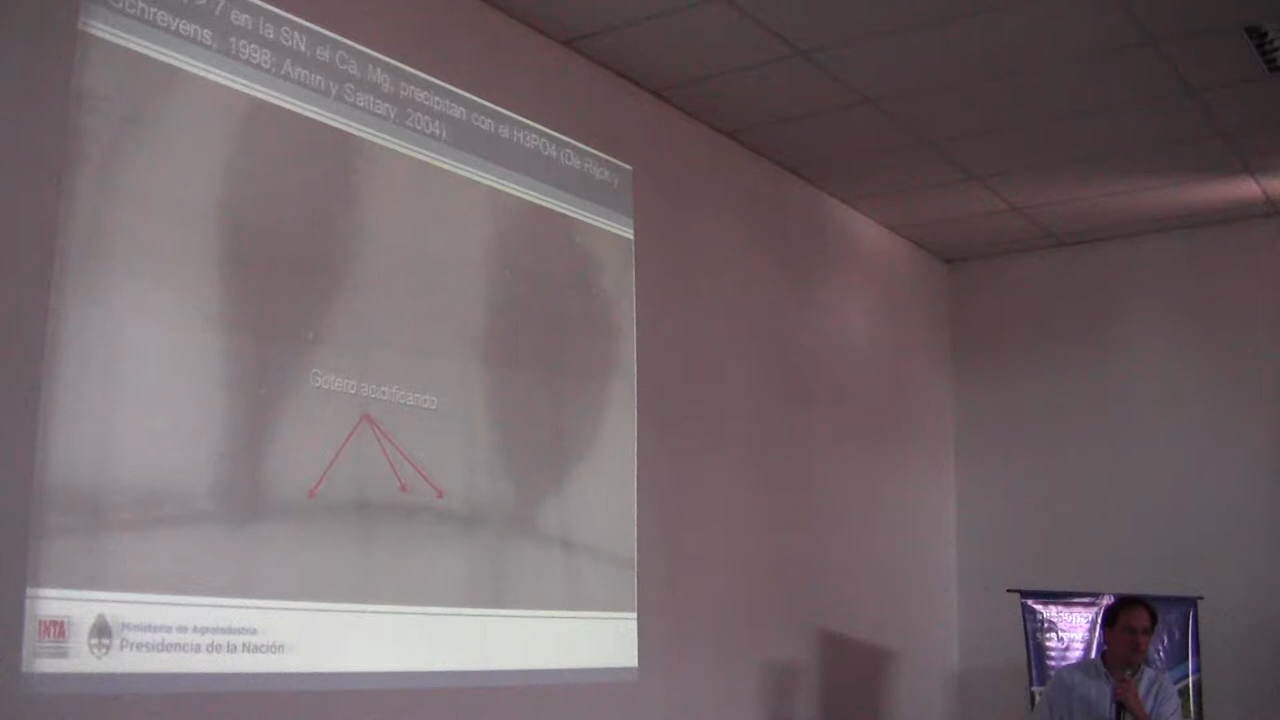 7 en la SN, el Ca, Mg, precipitan con el H3PO4 (De Rijck y
Schrevens, 1998; Amiri y Sattary, 2004)
Gotero acidificando
INTA
Ministerio de Agroindustria
Presidencia de la Nación